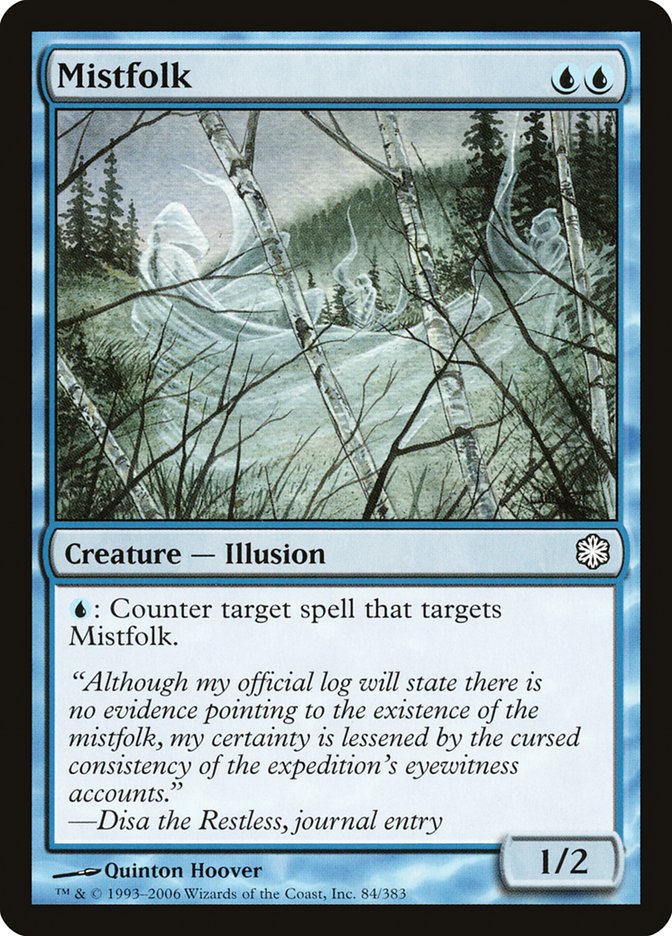 Mistfolk
Creature — Illusion
: Counter target spell that targets
Mistfolk.
“Although my official log will state there is
no evidence pointing to the existence of the
mistfolk, my certainty is lessened by the cursed
consistency of the expedition’s eyewitness
accounts.”
—Disa the Restless, journal entry
1/2
Quinton Hoover
™ & © 1993–2006 Wizards of the Coast, Inc. 84/383